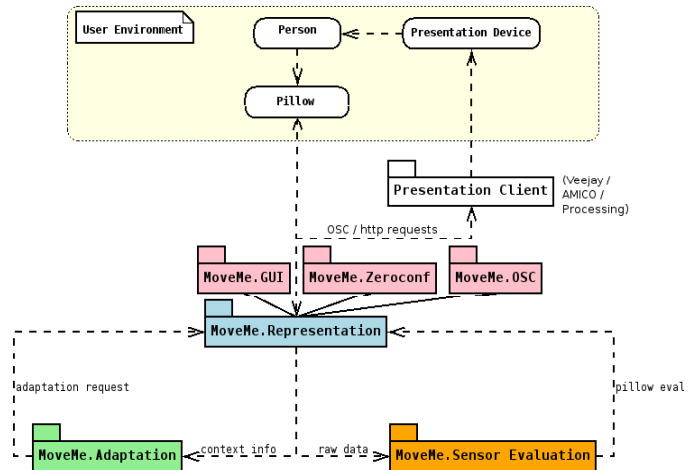 User Environment
Person
Presentation Device
Pillow
Presentation Client
(Veejay /
AMICO /
Processing)
OSC / http requests
MoveMe.GUI
MoveMe.Zeroconf
MoveMe.OSC
MoveMe.Representation
adaptation request
pillow eval
MoveMe.Adaptation
context info
raw data
MoveMe.Sensor Evaluation